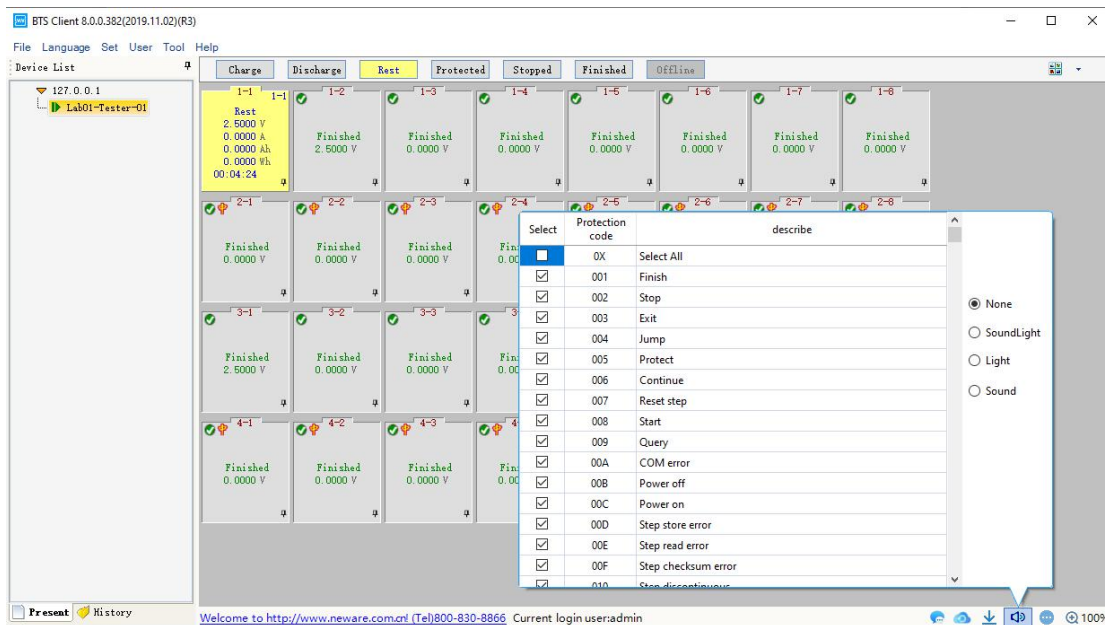 BTS Client 8.0.0.382(2019.11.02)(R3)
File Language Set User Tool Help
Device List
Charge Discharge Rest Protected Stopped Finished Offline
127.0.0.1
Lab01-Tester-01
1-1 1-1 1-2 1-3 1-4 1-5 1-6 1-7 1-8
Rest
2.5000 V
0.0000 A Finished Finished Finished Finished Finished Finished Finished
0.0000 Ah 2.5000 V 0.0000 V 0.0000 V 0.0000 V 0.0000 V 0.0000 V 0.0000 V
0.0000 Wh
00:04:24
2-1 2-2 2-3 2-4 2-5 2-6 2-7 2-8
Finished Finished Finished
0.0000 V 0.0000 V 0.0000 V
3-1 3-2 3-3
Finished Finished Finished
2.5000 V 0.0000 V 0.0000 V
4-1 4-2 4-3
Finished Finished Finished
0.0000 V 0.0000 V 0.0000 V
Select Protection code describe
0X Select All
001 Finish
002 Stop
003 Exit
004 Jump
005 Protect
006 Continue
007 Reset step
008 Start
009 Query
00A COM error
00B Power off
00C Power on
00D Step store error
00E Step read error
00F Step checksum error
010 Step discontinuous
None
SoundLight
Light
Sound
Present History
Welcome to http://www.neware.com.cn! (Tel)800-830-8866 Current login user:admin
100%